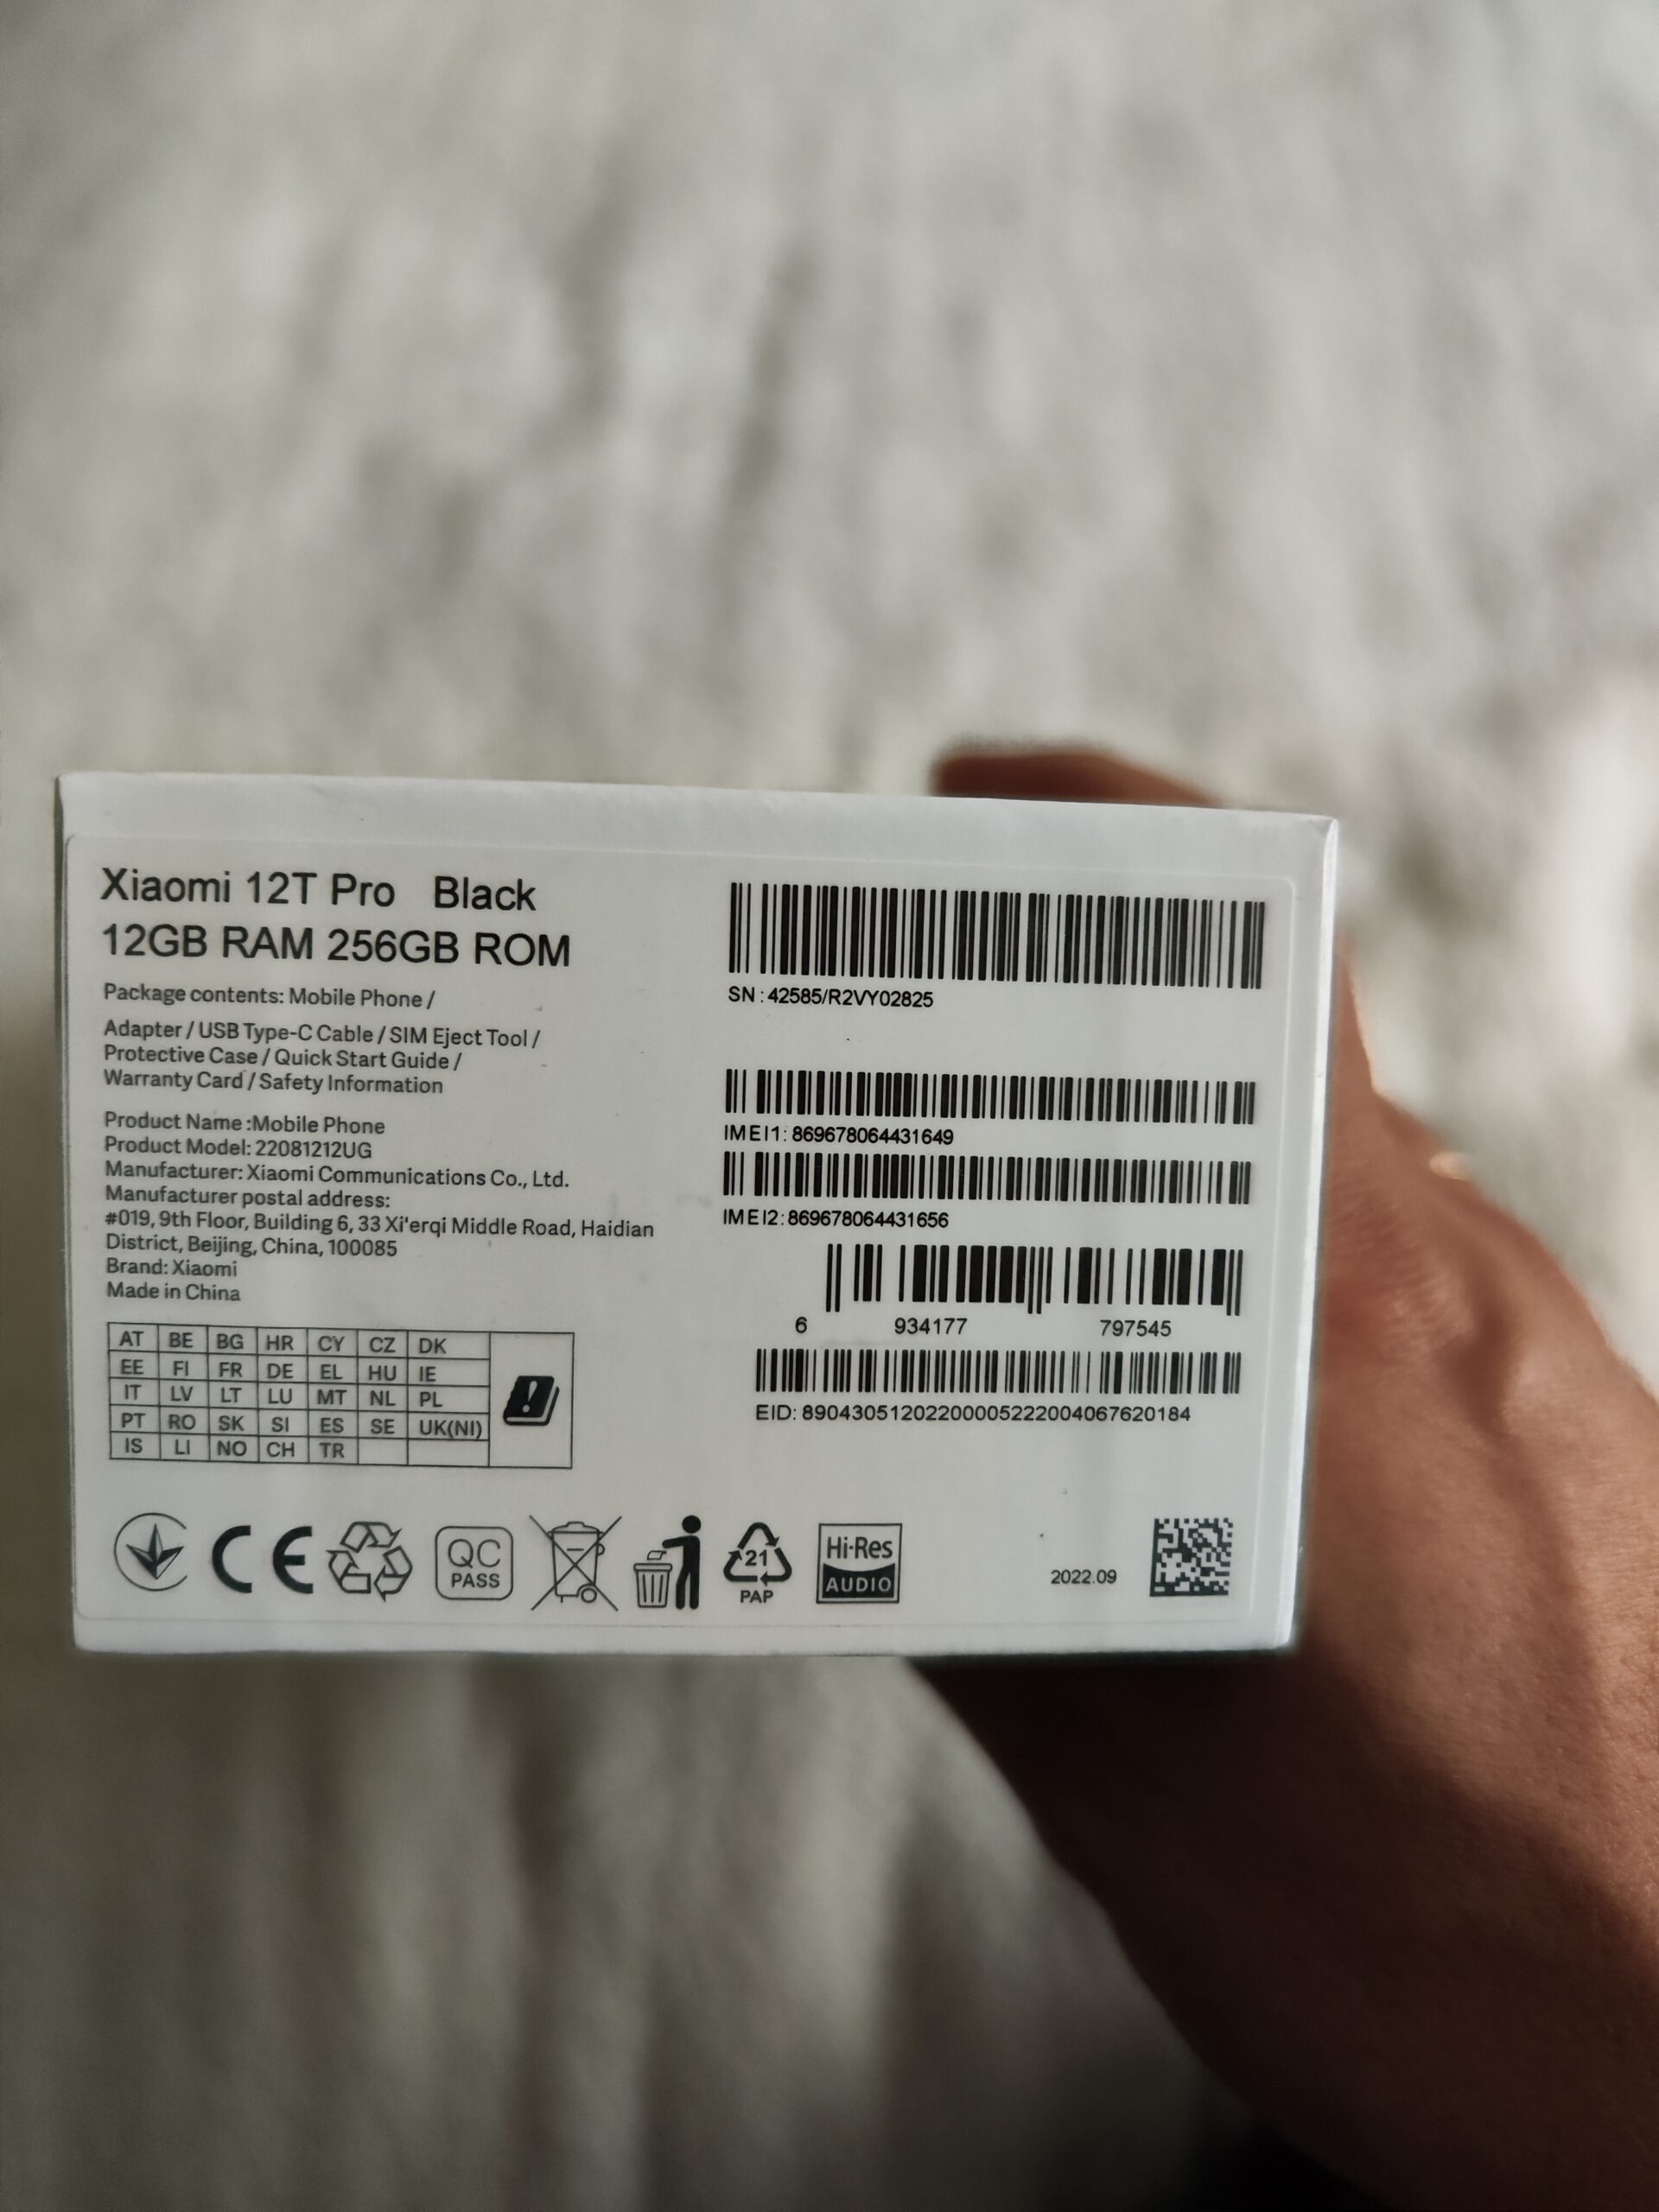 Xiaomi 12T Pro Black
12GB RAM 256GB ROM
Package contents: Mobile Phone /
Adapter / USB Type-C Cable / SIM Eject Tool /
Protective Case / Quick Start Guide /
Warranty Card / Safety Information
Product Name :Mobile Phone
Product Model: 22081212UG
Manufacturer: Xiaomi Communications Co., Ltd.
Manufacturer postal address:
#019, 9th Floor, Building 6, 33 Xi'erqi Middle Road, Haidian
District, Beijing, China, 100085
Brand: Xiaomi
Made in China
AT BE BG HR CY CZ DK
EE FI FR DE EL HU IE
IT LV LT LU MT NL PL
PT RO SK SI ES SE UK(NI)
IS LI NO CH TR
SN : 42585/R2VY02825
IMEI1: 869678064431649
IMEI2: 869678064431656
6 934177 797545
EID: 89043051202200005222004067620184
CE
QC
PASS
21
PAP
Hi-Res
AUDIO
2022.09